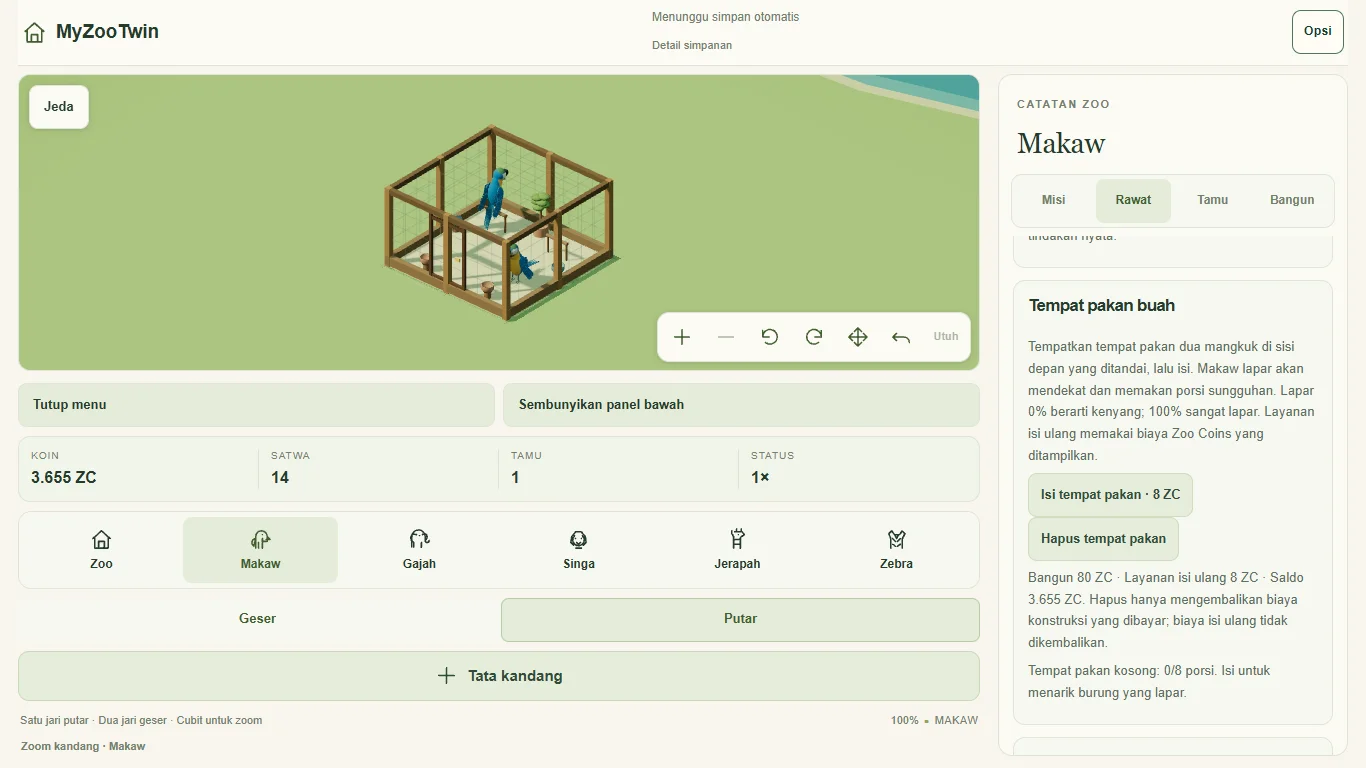 MyZooTwin
Menunggu simpan otomatis
Detail simpanan
Opsi
Jeda
Utuh
Tutup menu
Sembunyikan panel bawah
KOIN
3.655 ZC
SATWA
14
TAMU
1
STATUS
1×
Zoo
Makaw
Gajah
Singa
Jerapah
Zebra
Geser
Putar
Tata kandang
Satu jari putar · Dua jari geser · Cubit untuk zoom
100% • MAKAW
Zoom kandang · Makaw
CATATAN ZOO
Makaw
Misi
Rawat
Tamu
Bangun
tindakan nyata.
Tempat pakan buah
Tempatkan tempat pakan dua mangkuk di sisi
depan yang ditandai, lalu isi. Makaw lapar akan
mendekat dan memakan porsi sungguhan. Lapar
0% berarti kenyang; 100% sangat lapar. Layanan
isi ulang memakai biaya Zoo Coins yang
ditampilkan.
Isi tempat pakan · 8 ZC
Hapus tempat pakan
Bangun 80 ZC · Layanan isi ulang 8 ZC · Saldo
3.655 ZC. Hapus hanya mengembalikan biaya
konstruksi yang dibayar; biaya isi ulang tidak
dikembalikan.
Tempat pakan kosong: 0/8 porsi. Isi untuk
menarik burung yang lapar.